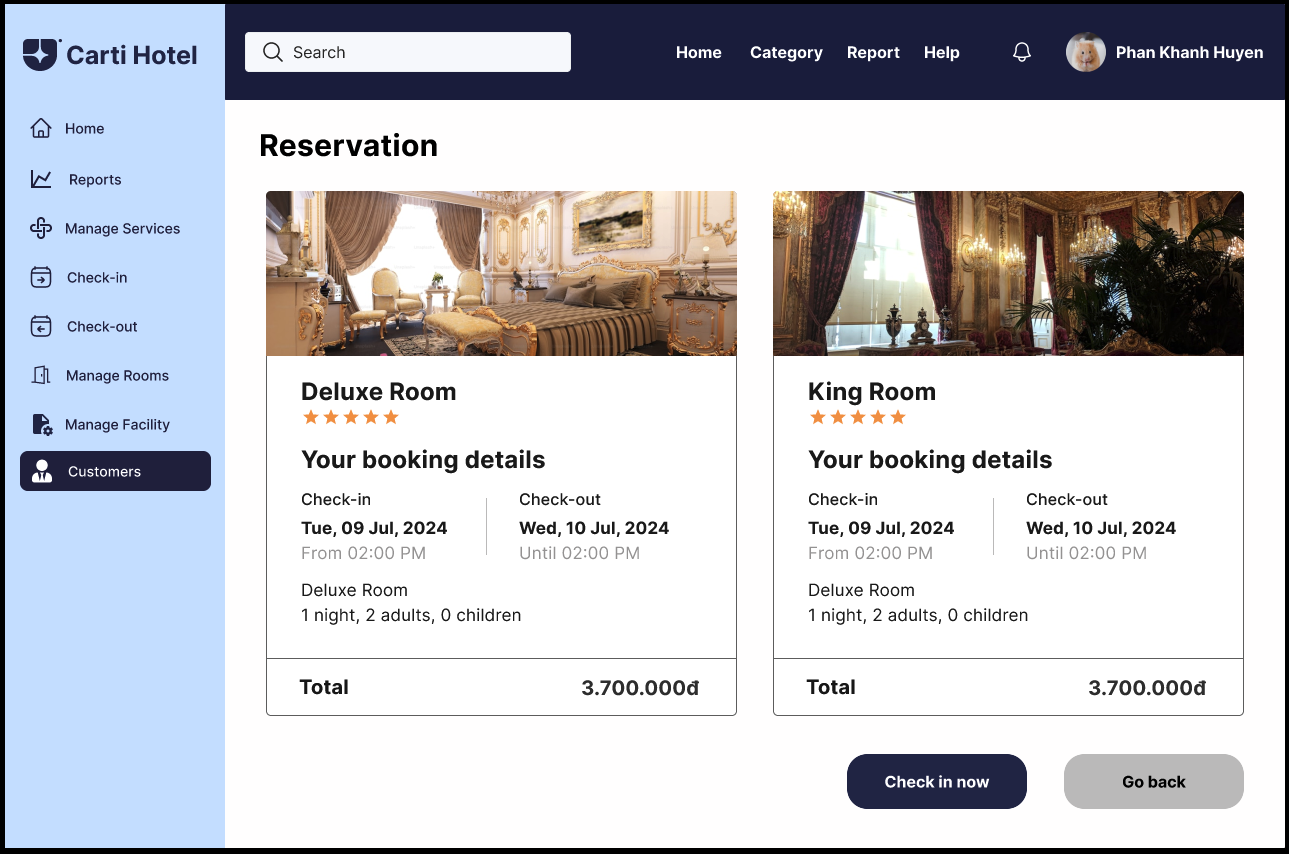 Carti Hotel
Search
Home
Category
Report
Help
Phan Khanh Huyen
Home
Reports
Manage Services
Check-in
Check-out
Manage Rooms
Manage Facility
Customers
Reservation
Deluxe Room
Your booking details
Check-in
Check-out
Tue, 09 Jul, 2024
Wed, 10 Jul, 2024
From 02:00 PM
Until 02:00 PM
Deluxe Room
1 night, 2 adults, 0 children
Total
3.700.000đ
King Room
Your booking details
Check-in
Check-out
Tue, 09 Jul, 2024
Wed, 10 Jul, 2024
From 02:00 PM
Until 02:00 PM
Deluxe Room
1 night, 2 adults, 0 children
Total
3.700.000đ
Check in now
Go back